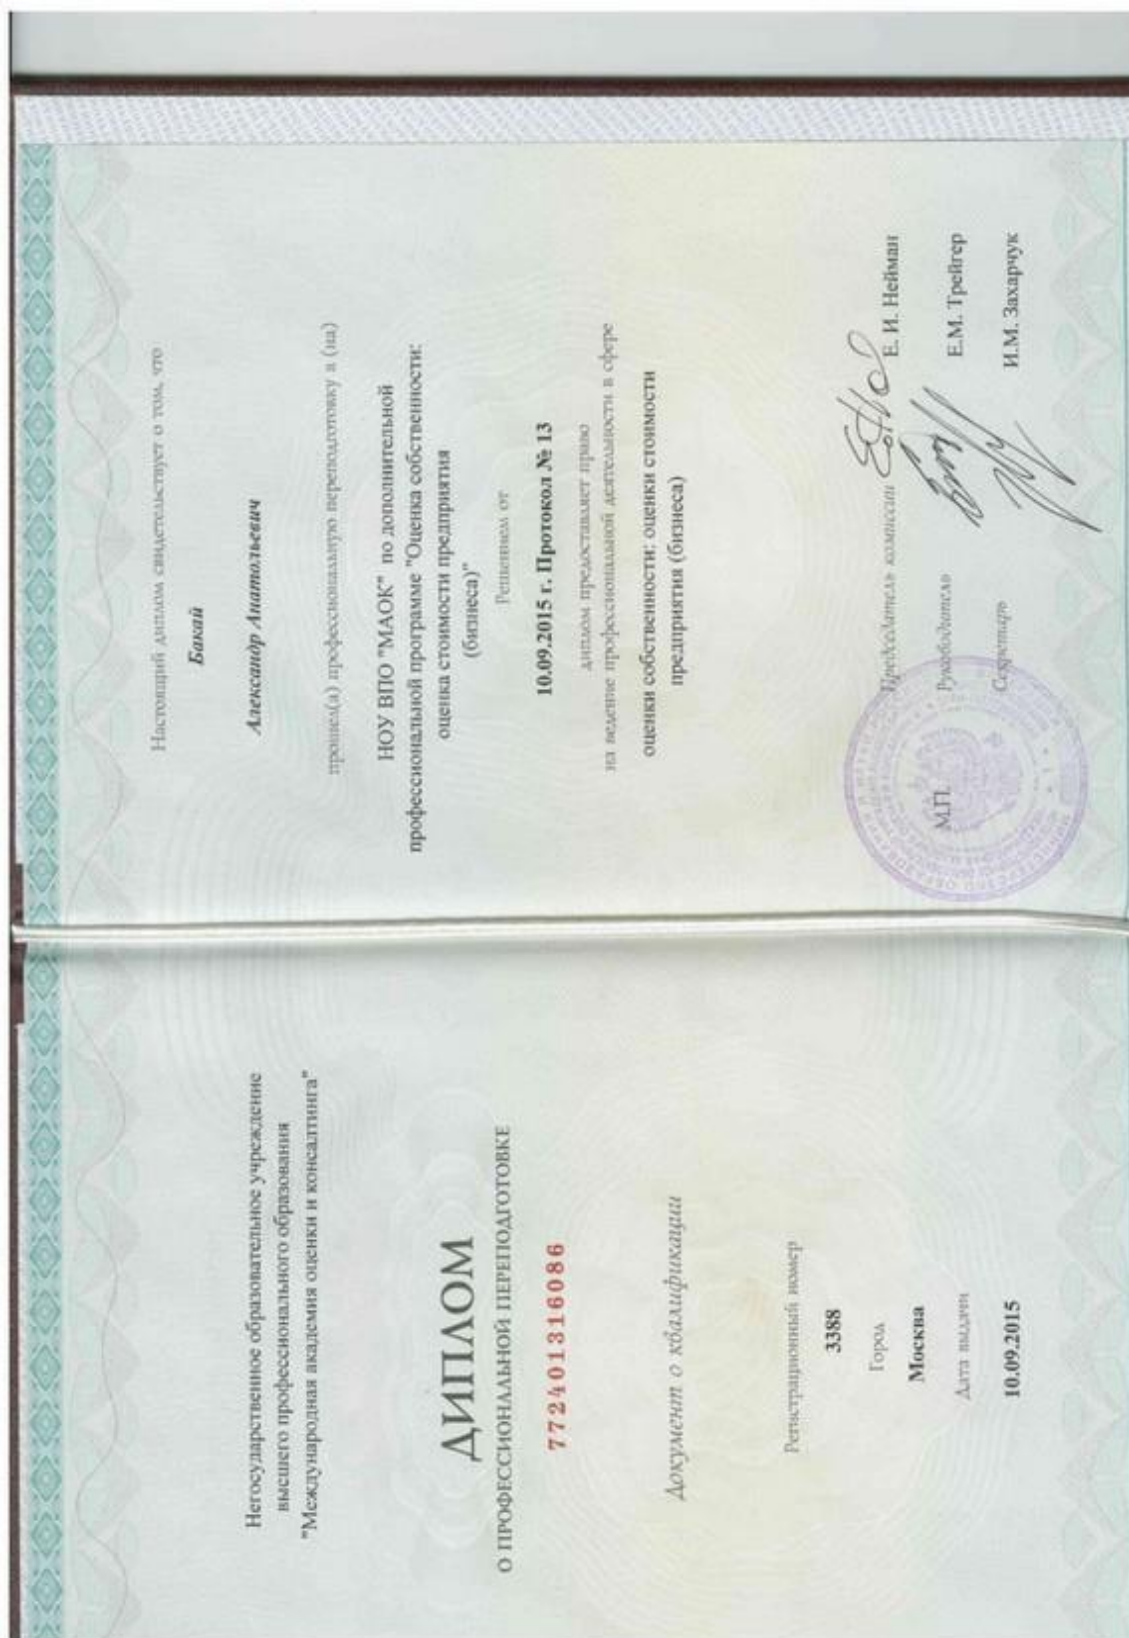 Негосударственное образовательное учреждение
высшего профессионального образования
"Международная академия оценки и консалтинга"
ДИПЛОМ
О ПРОФЕССИОНАЛЬНОЙ ПЕРЕПОДГОТОВКЕ
772401316086
Документ о квалификации
Регистрационный номер
3388
Город
Москва
Дата выдачи
10.09.2015
Настоящий диплом свидетельствует о том, что
Бакай
Александр Анатольевич
прошел(а) профессиональную переподготовку в (на)
НОУ ВПО "МАОК" по дополнительной
профессиональной программе "Оценка собственности:
оценка стоимости предприятия
(бизнеса)"
Решением от
10.09.2015 г. Протокол № 13
диплом предоставляет право
на ведение профессиональной деятельности в сфере
оценки собственности: оценки стоимости
предприятия (бизнеса)
Председатель комиссии Е. И. Нейман
М.П. Руководитель Е.М. Трейгер
Секретарь И.М. Захарчук